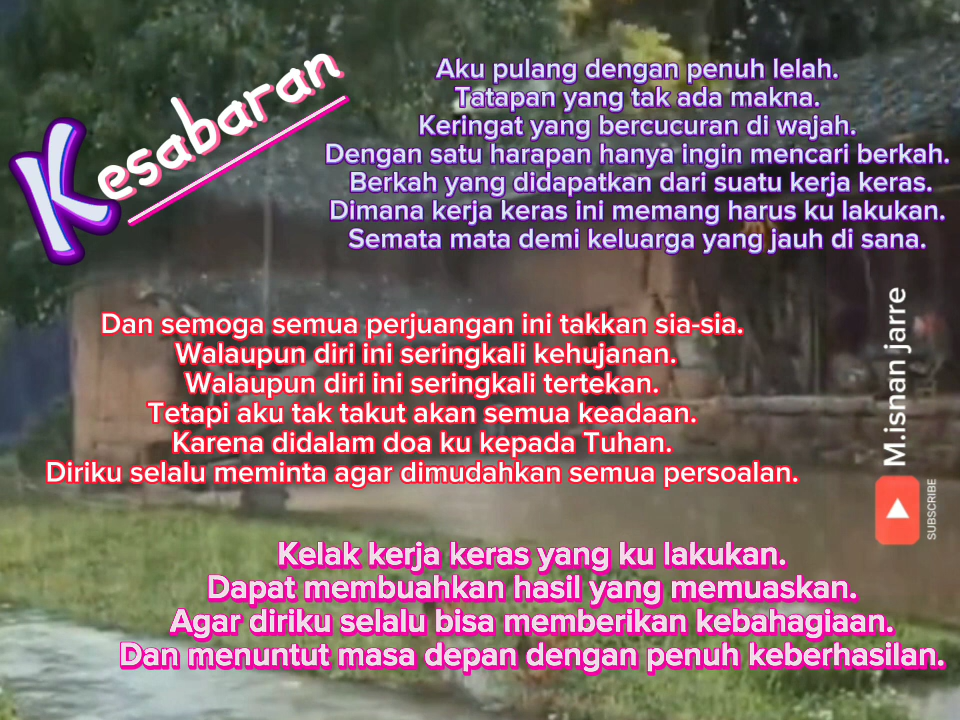 Kesabaran
Aku pulang dengan penuh lelah.
Tatapan yang tak ada makna.
Keringat yang bercucuran di wajah.
Dengan satu harapan hanya ingin mencari berkah.
Berkah yang didapatkan dari suatu kerja keras.
Dimana kerja keras ini memang harus ku lakukan.
Semata mata demi keluarga yang jauh di sana.
Dan semoga semua perjuangan ini takkan sia-sia.
Walaupun diri ini seringkali kehujanan.
Walaupun diri ini seringkali tertekan.
Tetapi aku tak takut akan semua keadaan.
Karena didalam doa ku kepada Tuhan.
Diriku selalu meminta agar dimudahkan semua persoalan.
Kelak kerja keras yang ku lakukan.
Dapat membuahkan hasil yang memuaskan.
Agar diriku selalu bisa memberikan kebahagiaan.
Dan menuntut masa depan dengan penuh keberhasilan.
M.isnan jarre
SUBSCRIBE